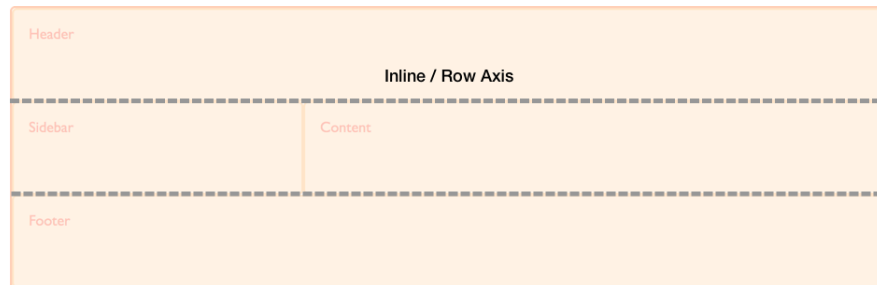 Header
Inline / Row Axis
Sidebar
Content
Footer